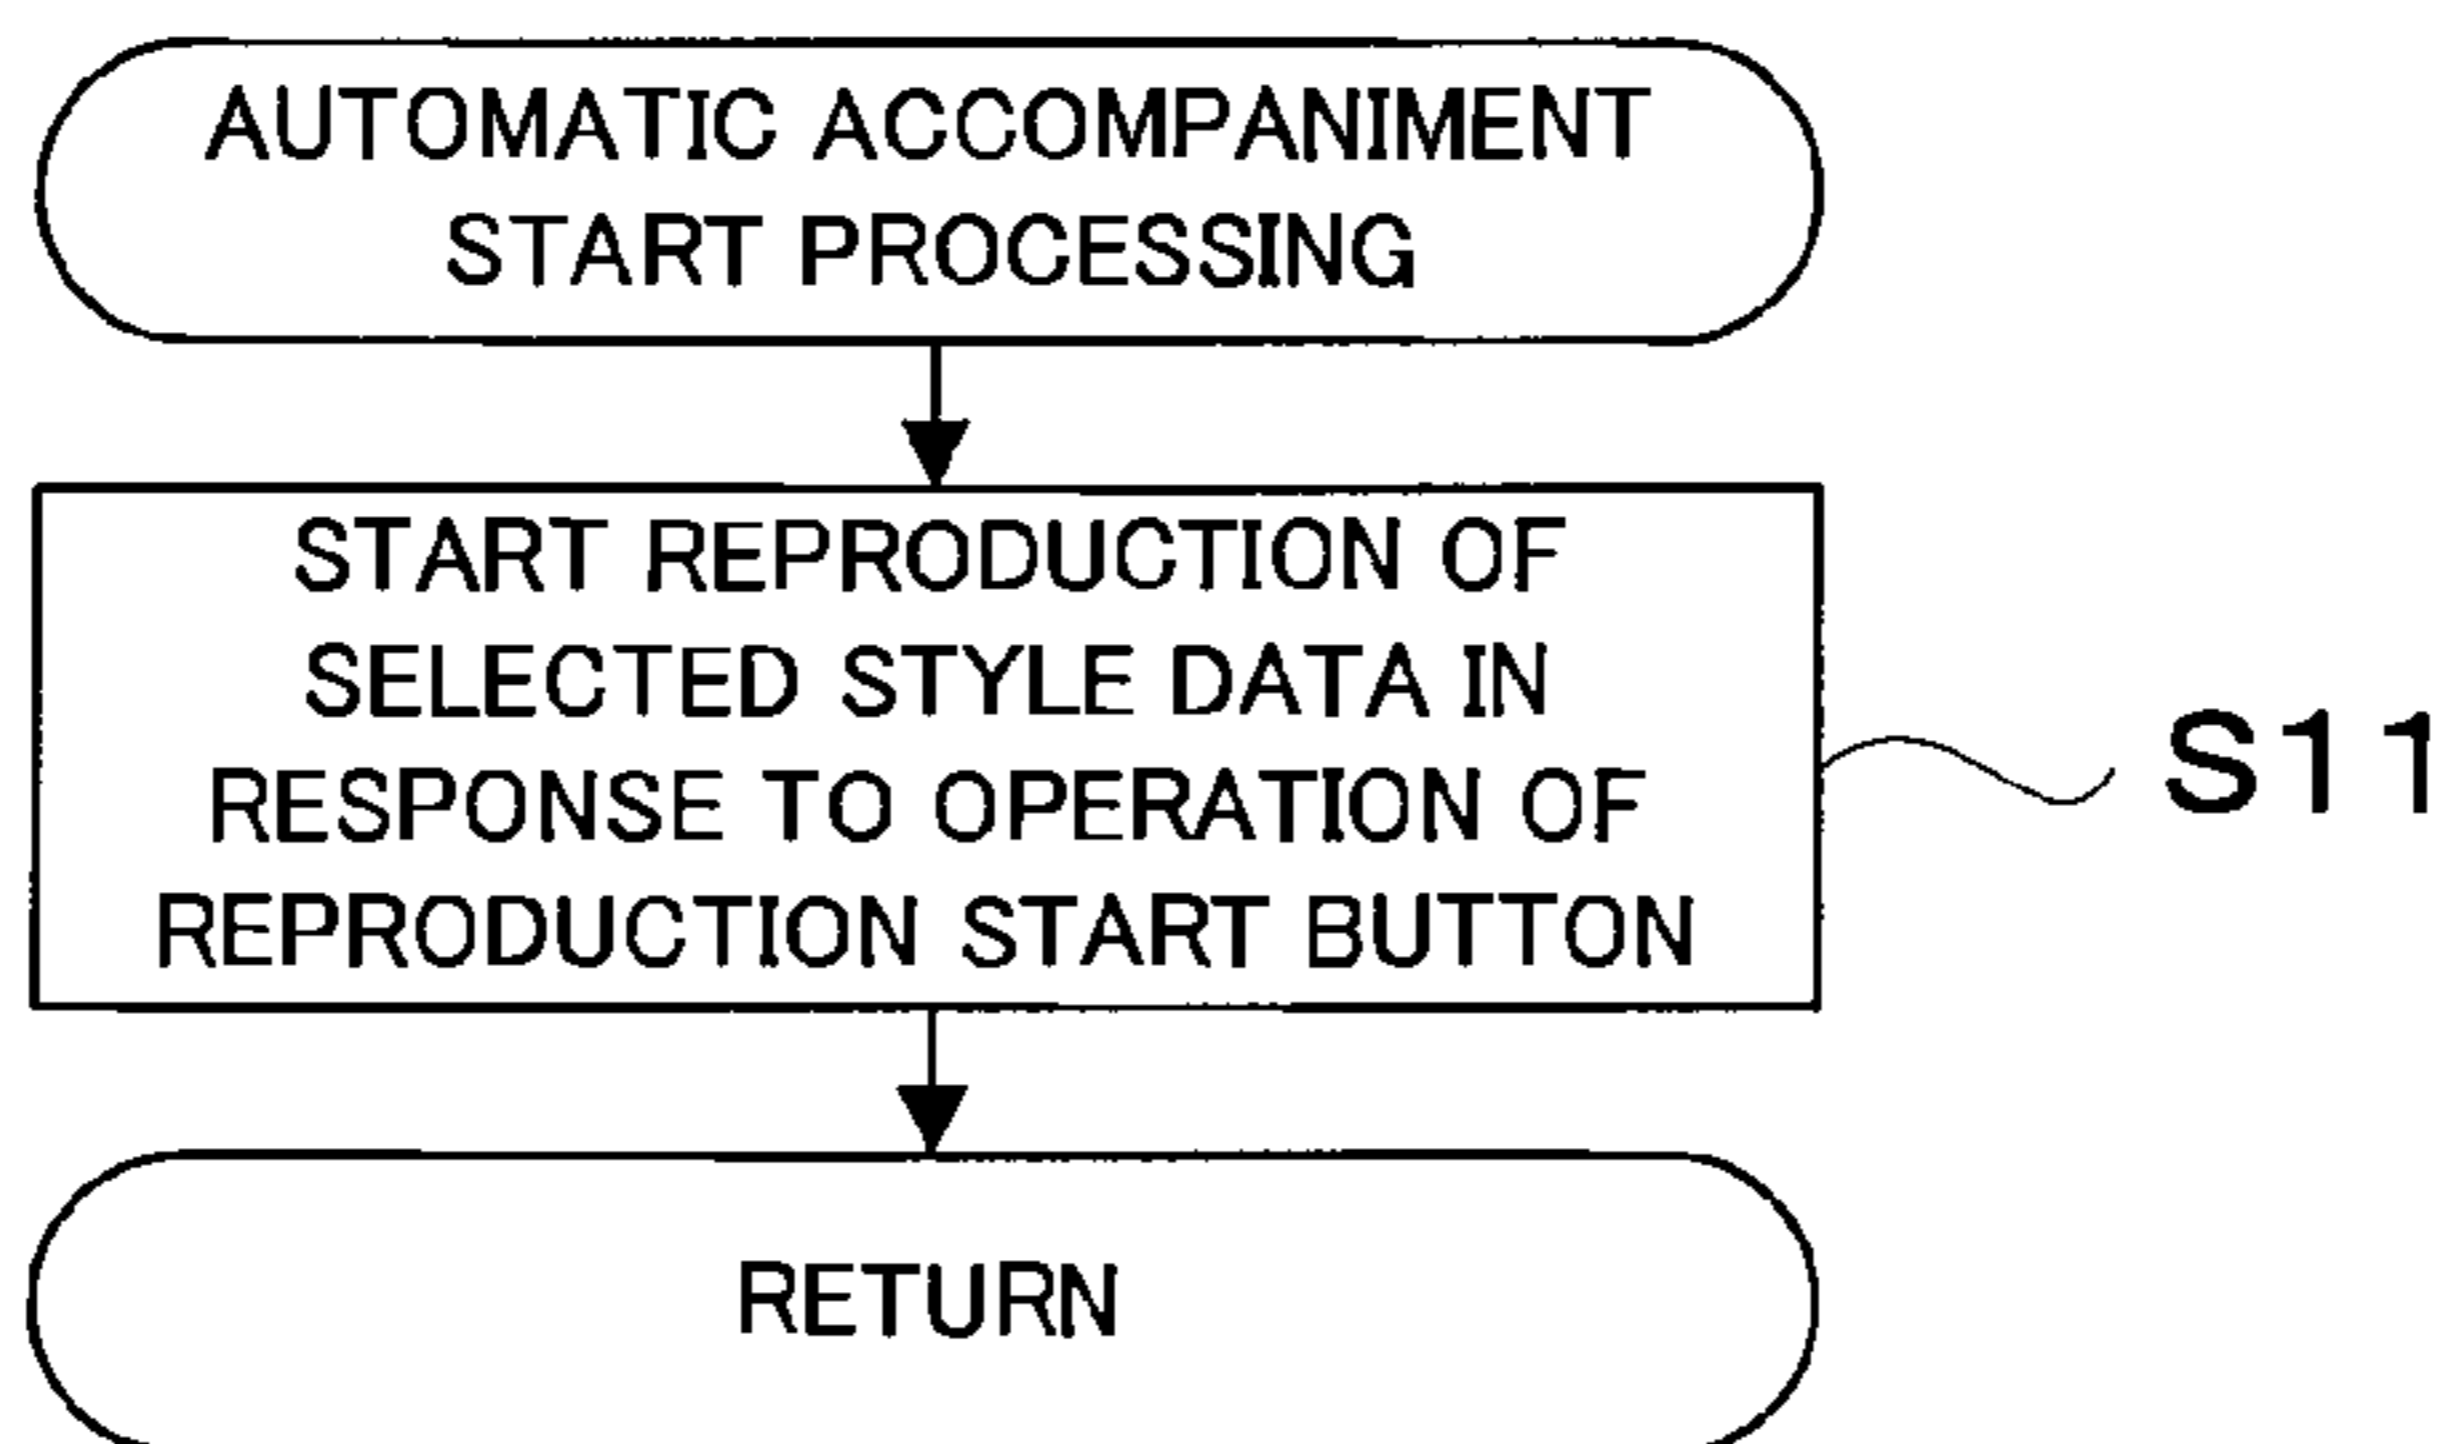 AUTOMATIC ACCOMPANIMENT
START PROCESSING
START REPRODUCTION OF
SELECTED STYLE DATA IN
RESPONSE TO OPERATION OF
REPRODUCTION START BUTTON
S11
RETURN